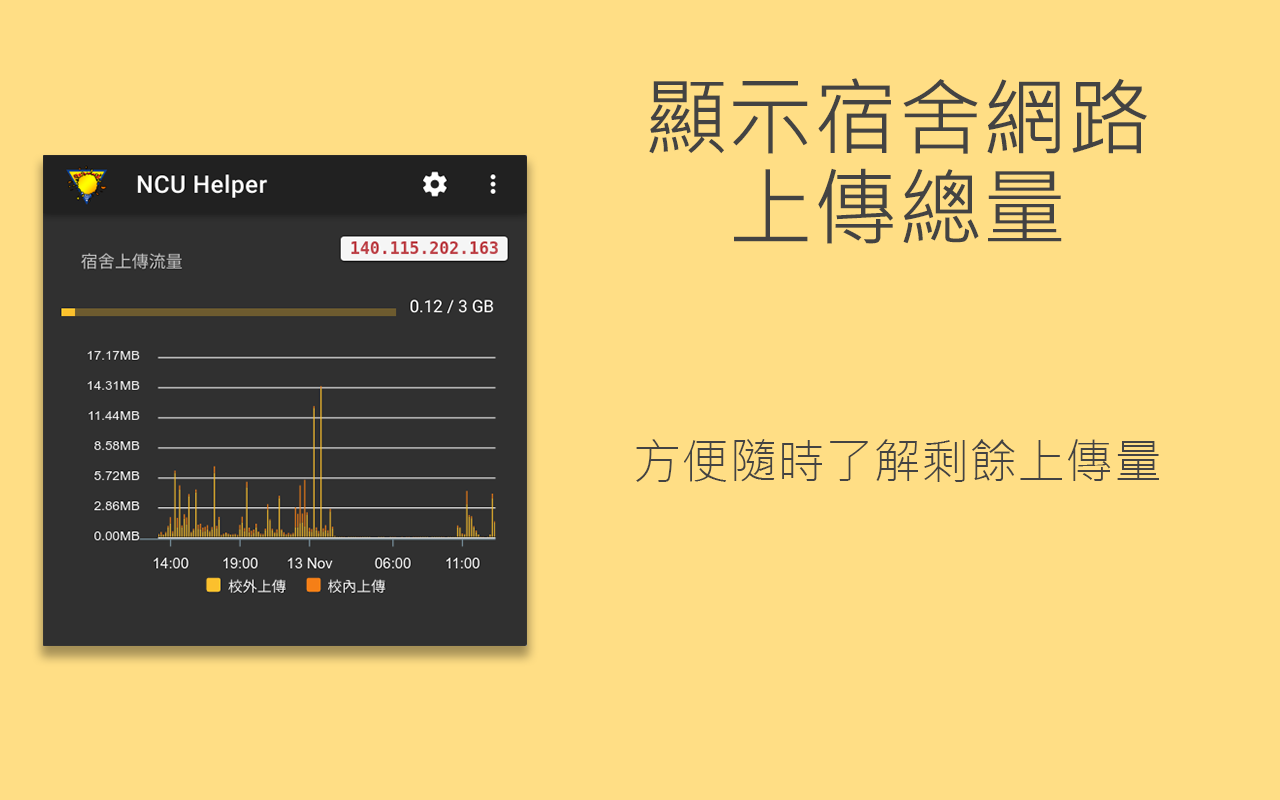 顯示宿舍網路
上傳總量
方便隨時了解剩餘上傳量
NCU Helper
140.115.202.163
宿舍上傳流量
0.12 / 3 GB
17.17MB
14.31MB
11.44MB
8.58MB
5.72MB
2.86MB
0.00MB
14:00 19:00 13 Nov 06:00 11:00
校外上傳 校內上傳